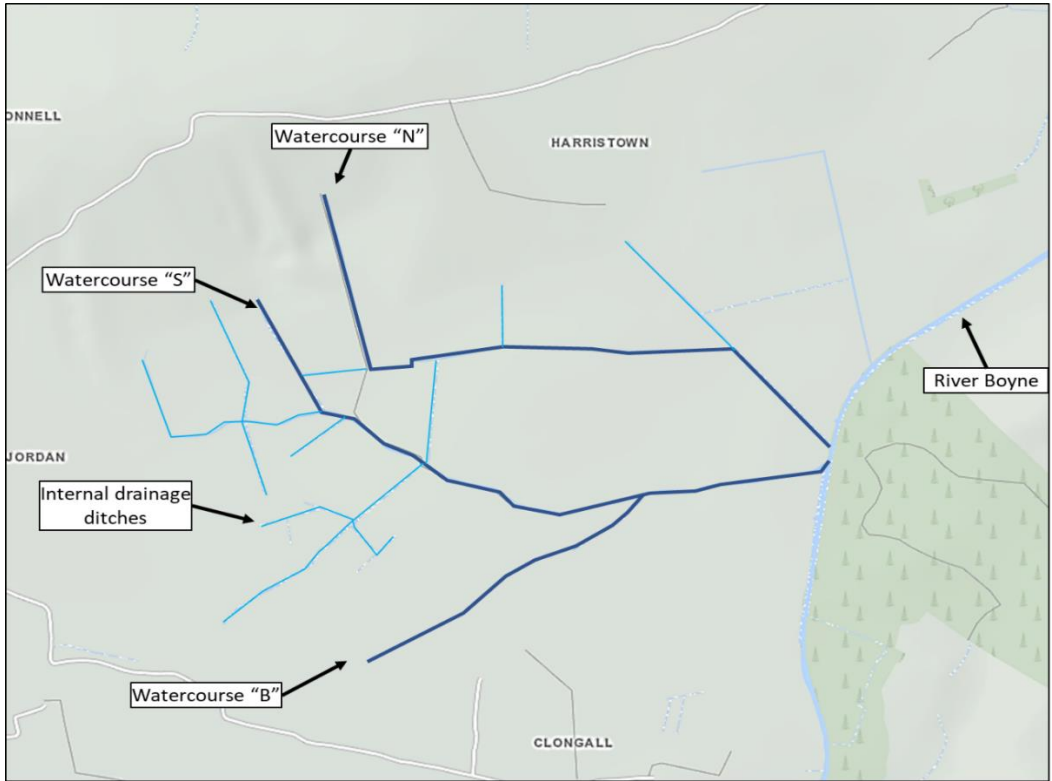 ONNELL
Watercourse “N”
HARRISTOWN
Watercourse “S”
River Boyne
JORDAN
Internal drainage
ditches
Watercourse “B”
CLONGALL